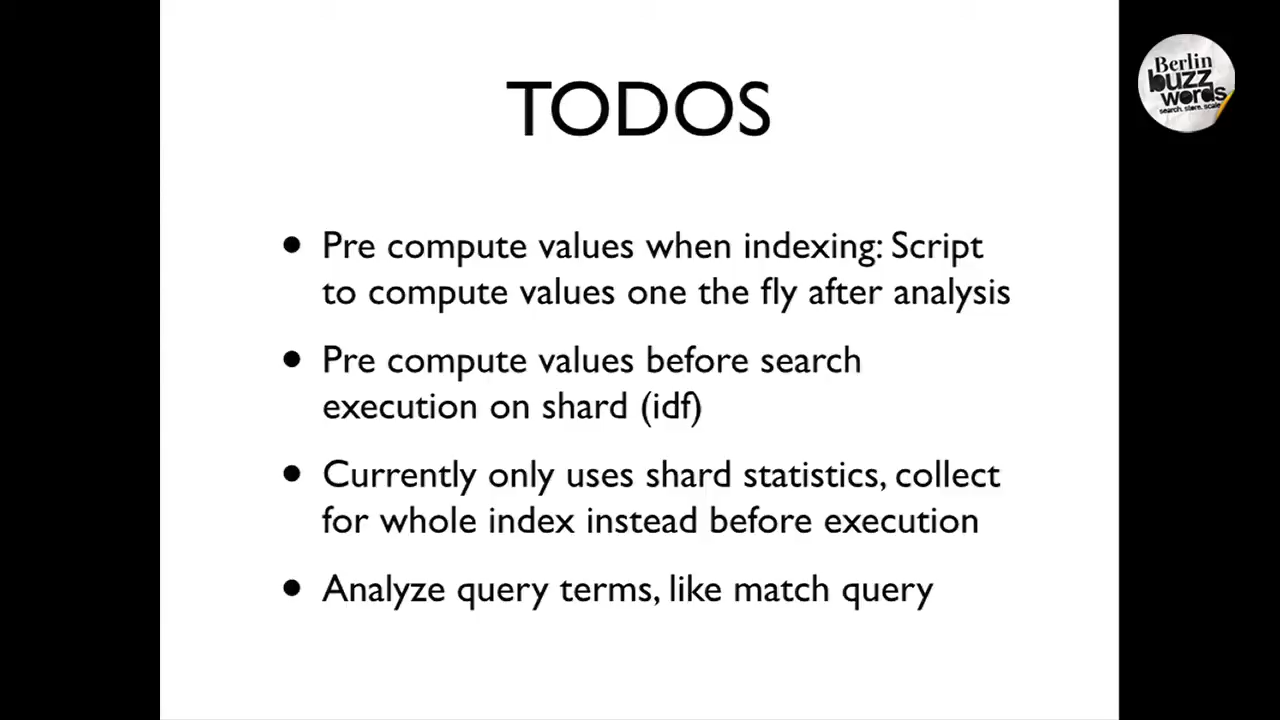 TODOS
Berlin
buzz
words
search. store. scale
• Pre compute values when indexing: Script
to compute values one the fly after analysis
• Pre compute values before search
execution on shard (idf)
• Currently only uses shard statistics, collect
for whole index instead before execution
• Analyze query terms, like match query